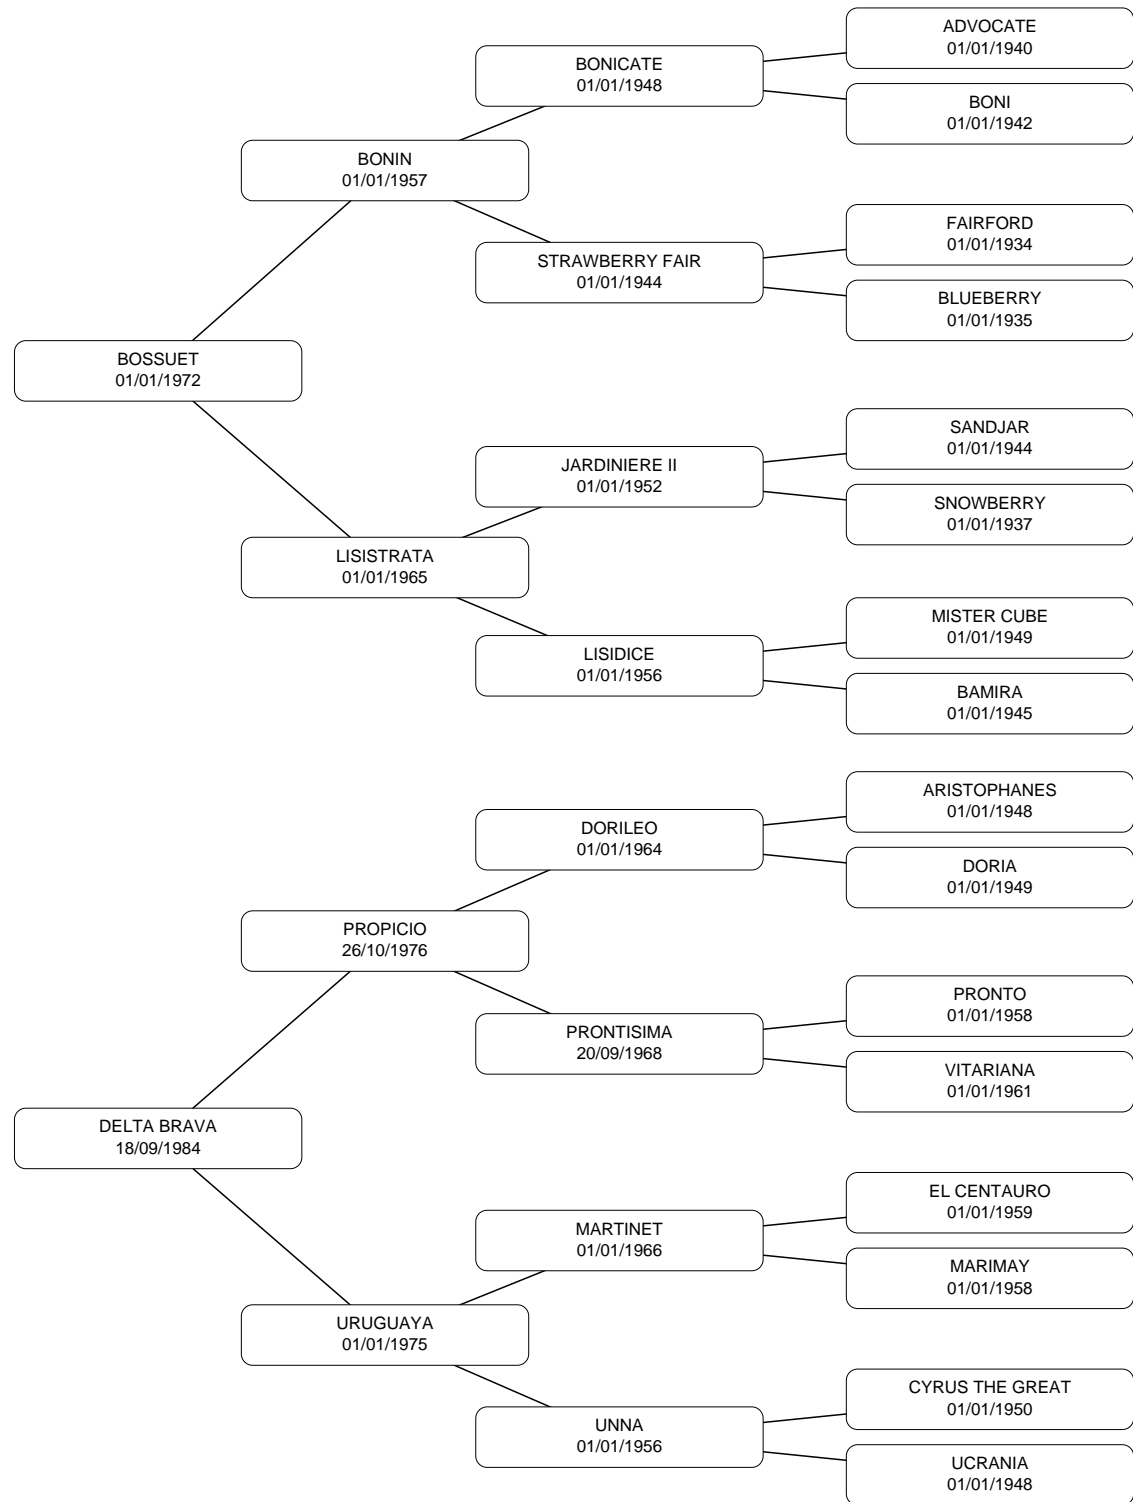 ADVOCATE
01/01/1940
BONICATE
01/01/1948
BONI
01/01/1942
BONIN
01/01/1957
FAIRFORD
01/01/1934
STRAWBERRY FAIR
01/01/1944
BLUEBERRY
01/01/1935
BOSSUET
01/01/1972
SANDJAR
01/01/1944
JARDINIERE II
01/01/1952
SNOWBERRY
01/01/1937
LISISTRATA
01/01/1965
MISTER CUBE
01/01/1949
LISIDICE
01/01/1956
BAMIRA
01/01/1945
ARISTOPHANES
01/01/1948
DORILEO
01/01/1964
DORIA
01/01/1949
PROPICIO
26/10/1976
PRONTO
01/01/1958
PRONTISIMA
20/09/1968
VITARIANA
01/01/1961
DELTA BRAVA
18/09/1984
EL CENTAURO
01/01/1959
MARTINET
01/01/1966
MARIMAY
01/01/1958
URUGUAYA
01/01/1975
CYRUS THE GREAT
01/01/1950
UNNA
01/01/1956
UCRANIA
01/01/1948